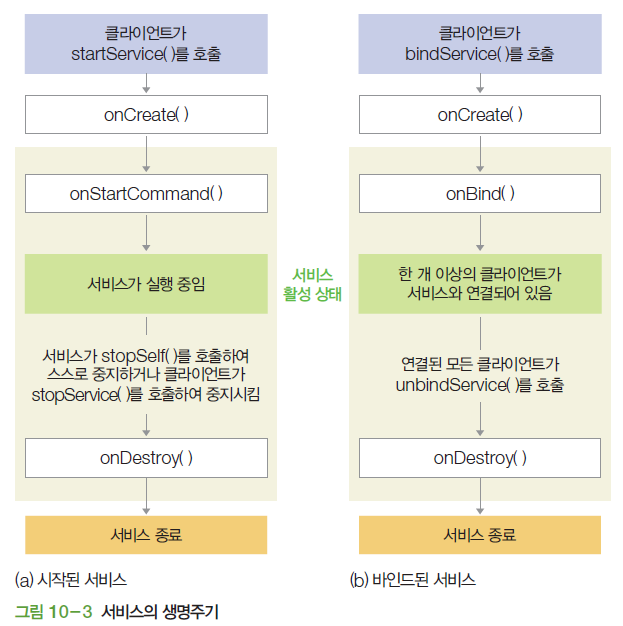 클라이언트가
startService( )를 호출
onCreate( )
onStartCommand( )
서비스가 실행 중임
서비스가 stopSelf( )를 호출하여
스스로 중지하거나 클라이언트가
stopService( )를 호출하여 중지시킴
onDestroy( )
서비스 종료
(a) 시작된 서비스
서비스
활성 상태
클라이언트가
bindService( )를 호출
onCreate( )
onBind( )
한 개 이상의 클라이언트가
서비스와 연결되어 있음
연결된 모든 클라이언트가
unbindService( )를 호출
onDestroy( )
서비스 종료
(b) 바인드된 서비스
그림 10-3 서비스의 생명주기